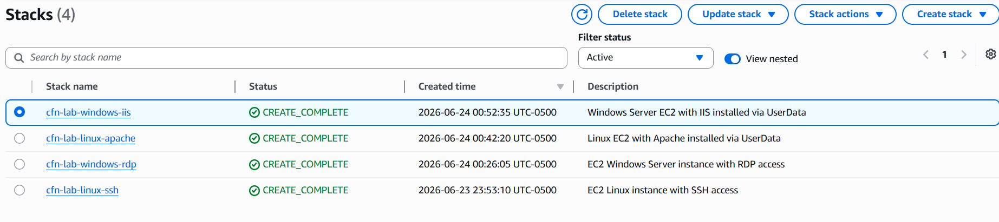 Stacks (4)
Delete stack
Update stack
Stack actions
Create stack
Filter status
Search by stack name
Active
View nested
1
Stack name Status Created time Description
cfn-lab-windows-iis CREATE_COMPLETE 2026-06-24 00:52:35 UTC-0500 Windows Server EC2 with IIS installed via UserData
cfn-lab-linux-apache CREATE_COMPLETE 2026-06-24 00:42:20 UTC-0500 Linux EC2 with Apache installed via UserData
cfn-lab-windows-rdp CREATE_COMPLETE 2026-06-24 00:26:05 UTC-0500 EC2 Windows Server instance with RDP access
cfn-lab-linux-ssh CREATE_COMPLETE 2026-06-23 23:53:10 UTC-0500 EC2 Linux instance with SSH access